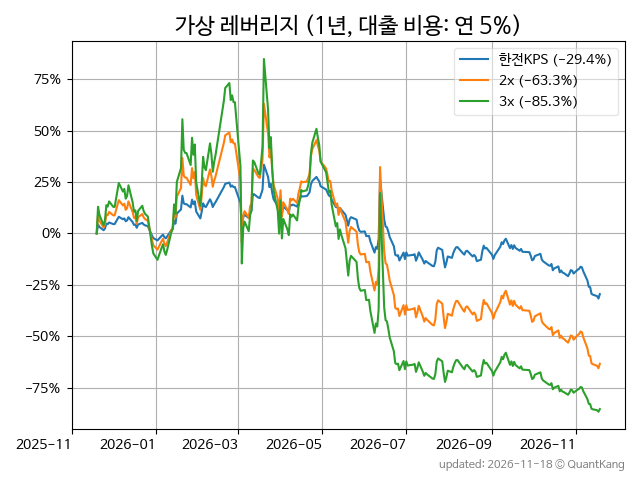 가상 레버리지 (1년, 대출 비용: 연 5%)
한전KPS (-29.4%)
2x (-63.3%)
3x (-85.3%)
75%
50%
25%
0%
-25%
-50%
-75%
2025-11 2026-01 2026-03 2026-05 2026-07 2026-09 2026-11
updated: 2026-11-18 © QuantKang